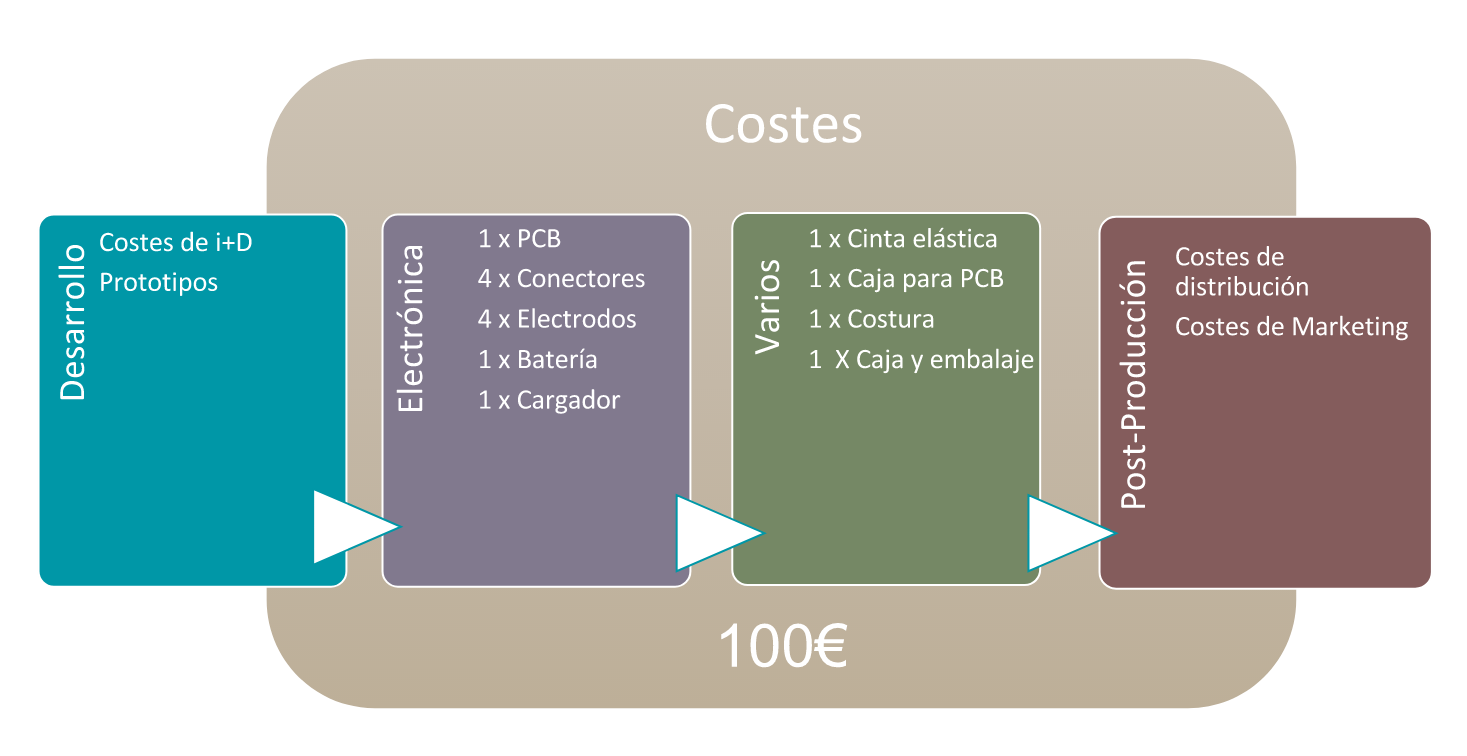 Costes
Desarrollo
Costes de i+D
Prototipos
Electrónica
1 x PCB
4 x Conectores
4 x Electrodos
1 x Batería
1 x Cargador
Varios
1 x Cinta elástica
1 x Caja para PCB
1 x Costura
1  X Caja y embalaje
Post-Producción
Costes de
distribución
Costes de Marketing
100€